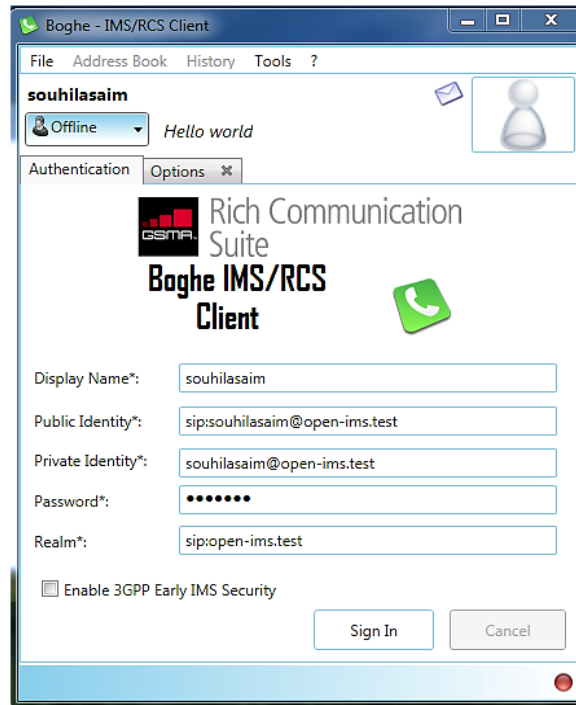 Boghe - IMS/RCS Client
File Address Book History Tools ?
souhilasaim
Offline Hello world
Authentication Options
GSMA. Rich Communication
Suite
Boghe IMS/RCS
Client
Display Name*: souhilasaim
Public Identity*: sip:souhilasaim@open-ims.test
Private Identity*: souhilasaim@open-ims.test
Password*: •••••••
Realm*: sip:open-ims.test
Enable 3GPP Early IMS Security
Sign In Cancel